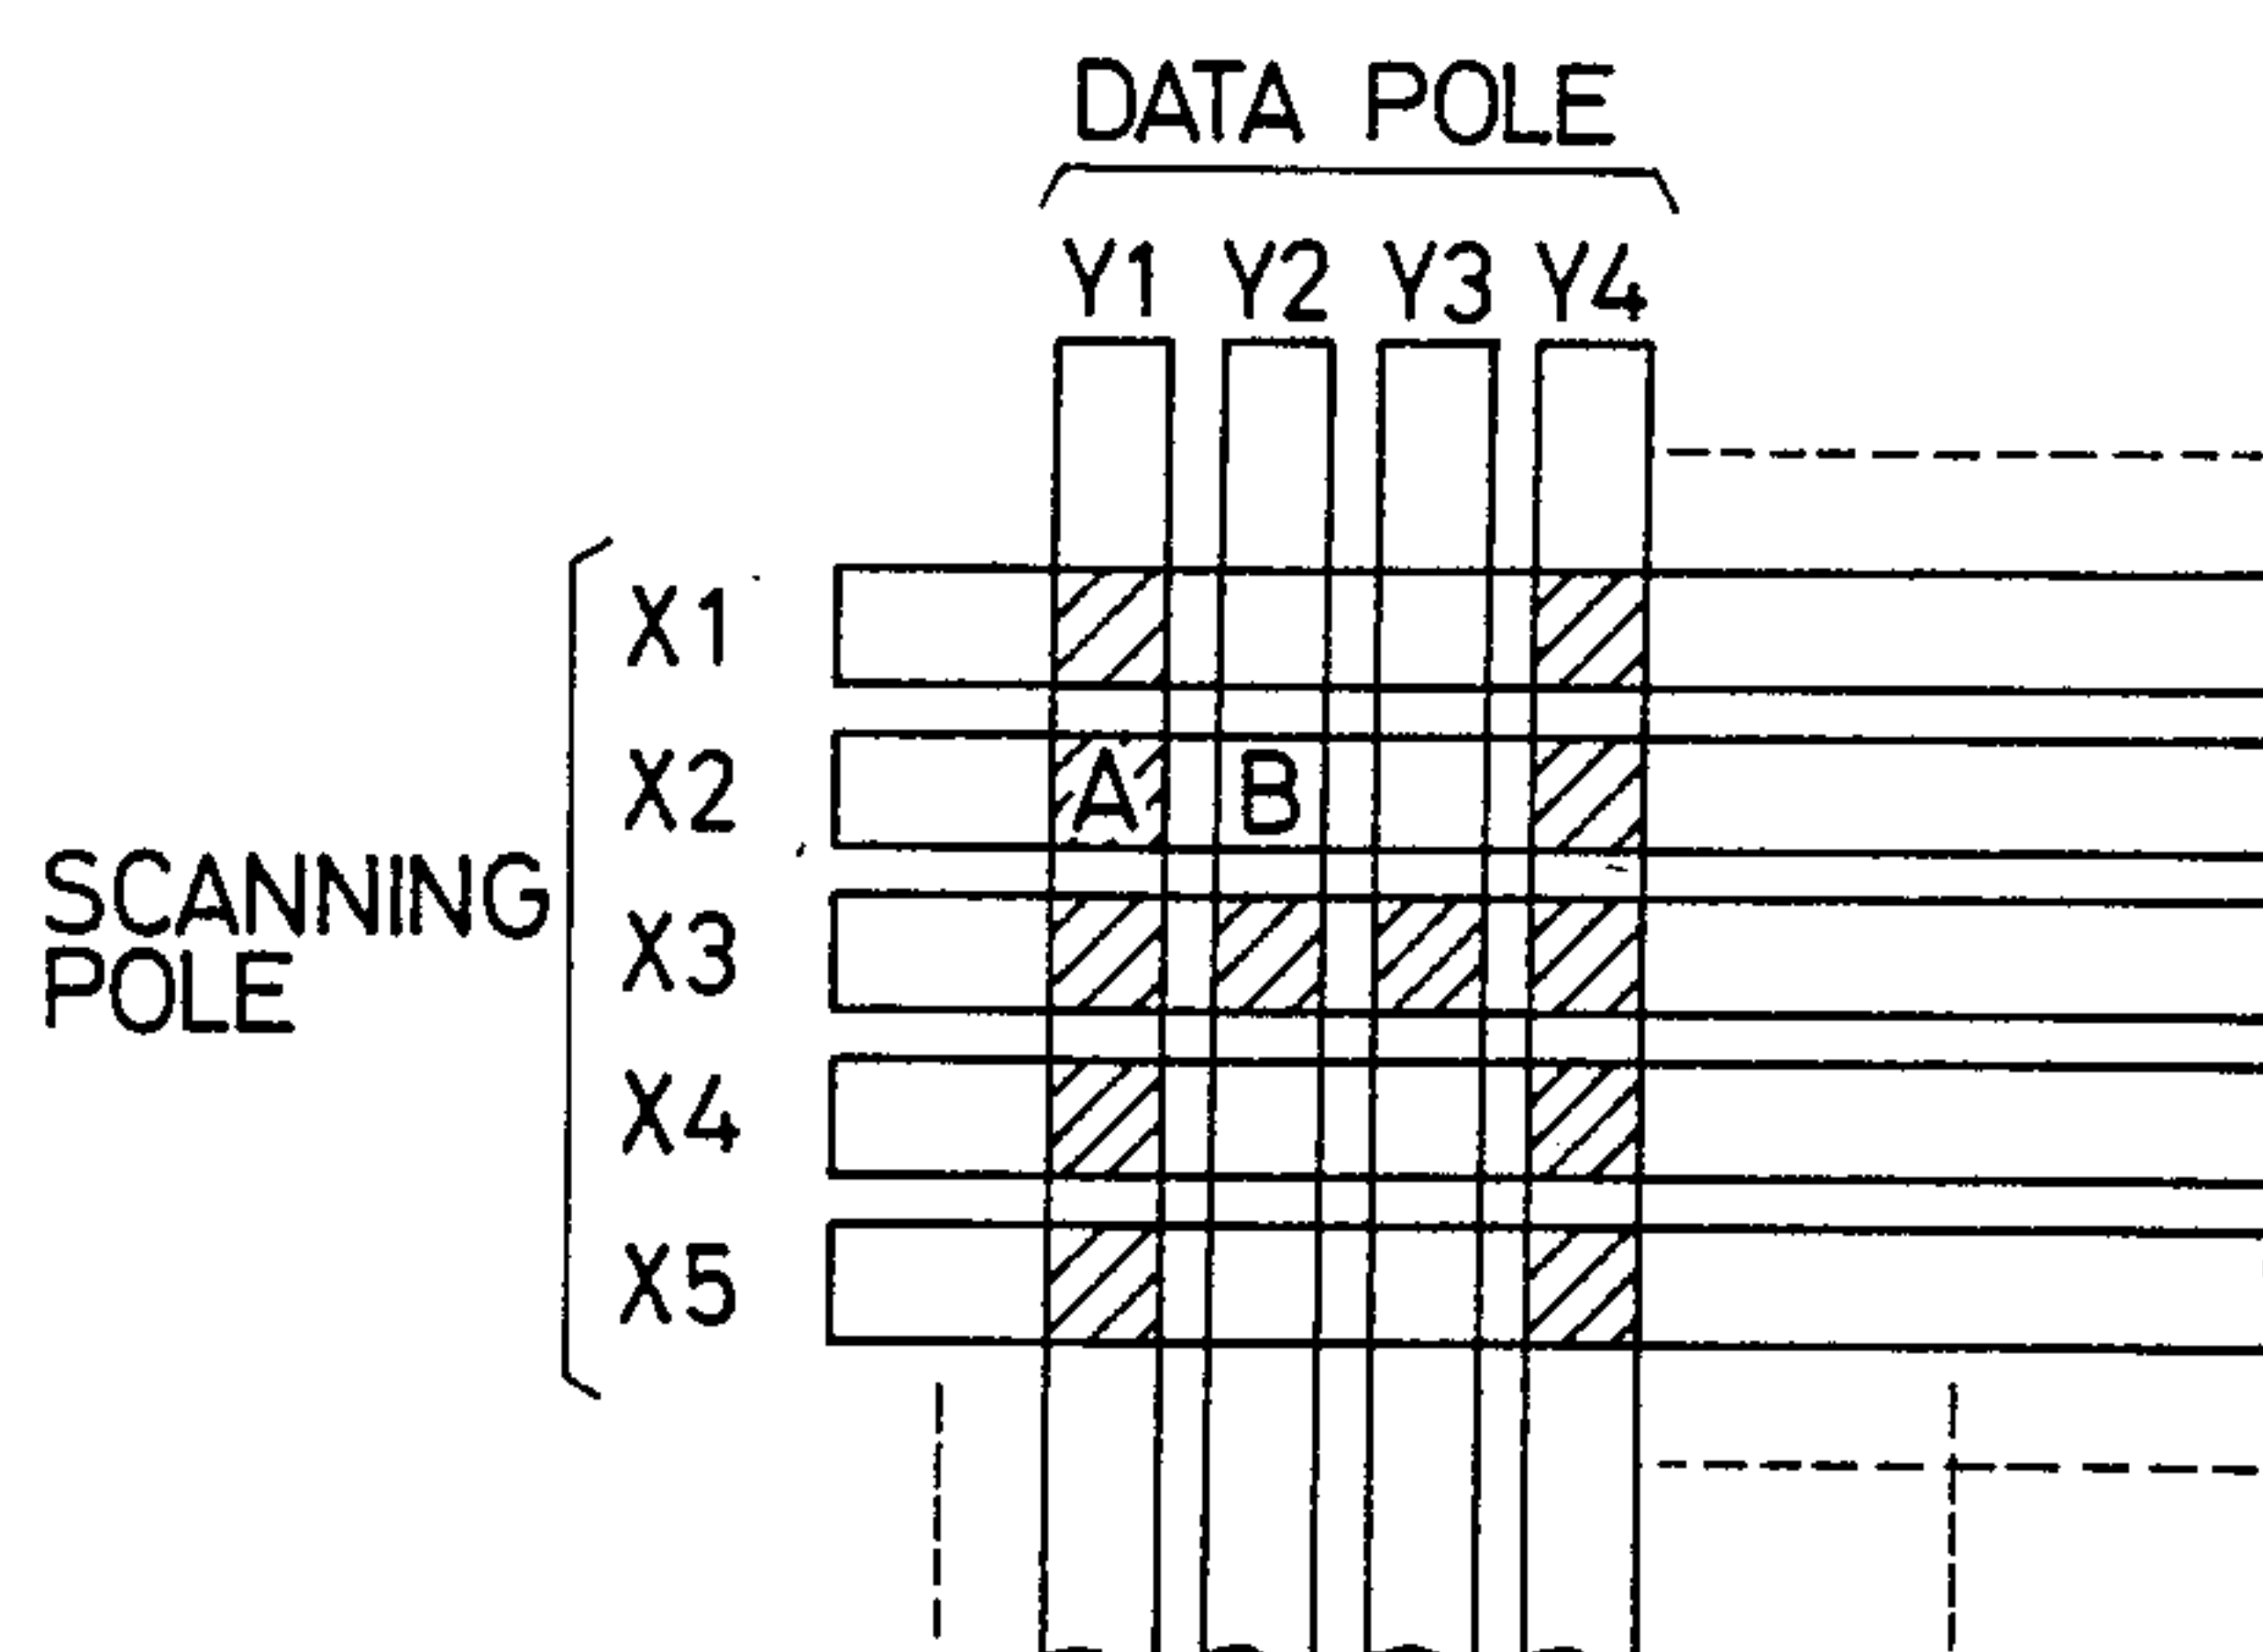 DATA POLE
Y1 Y2 Y3 Y4
X1
X2 A B
SCANNING
POLE
X3
X4
X5